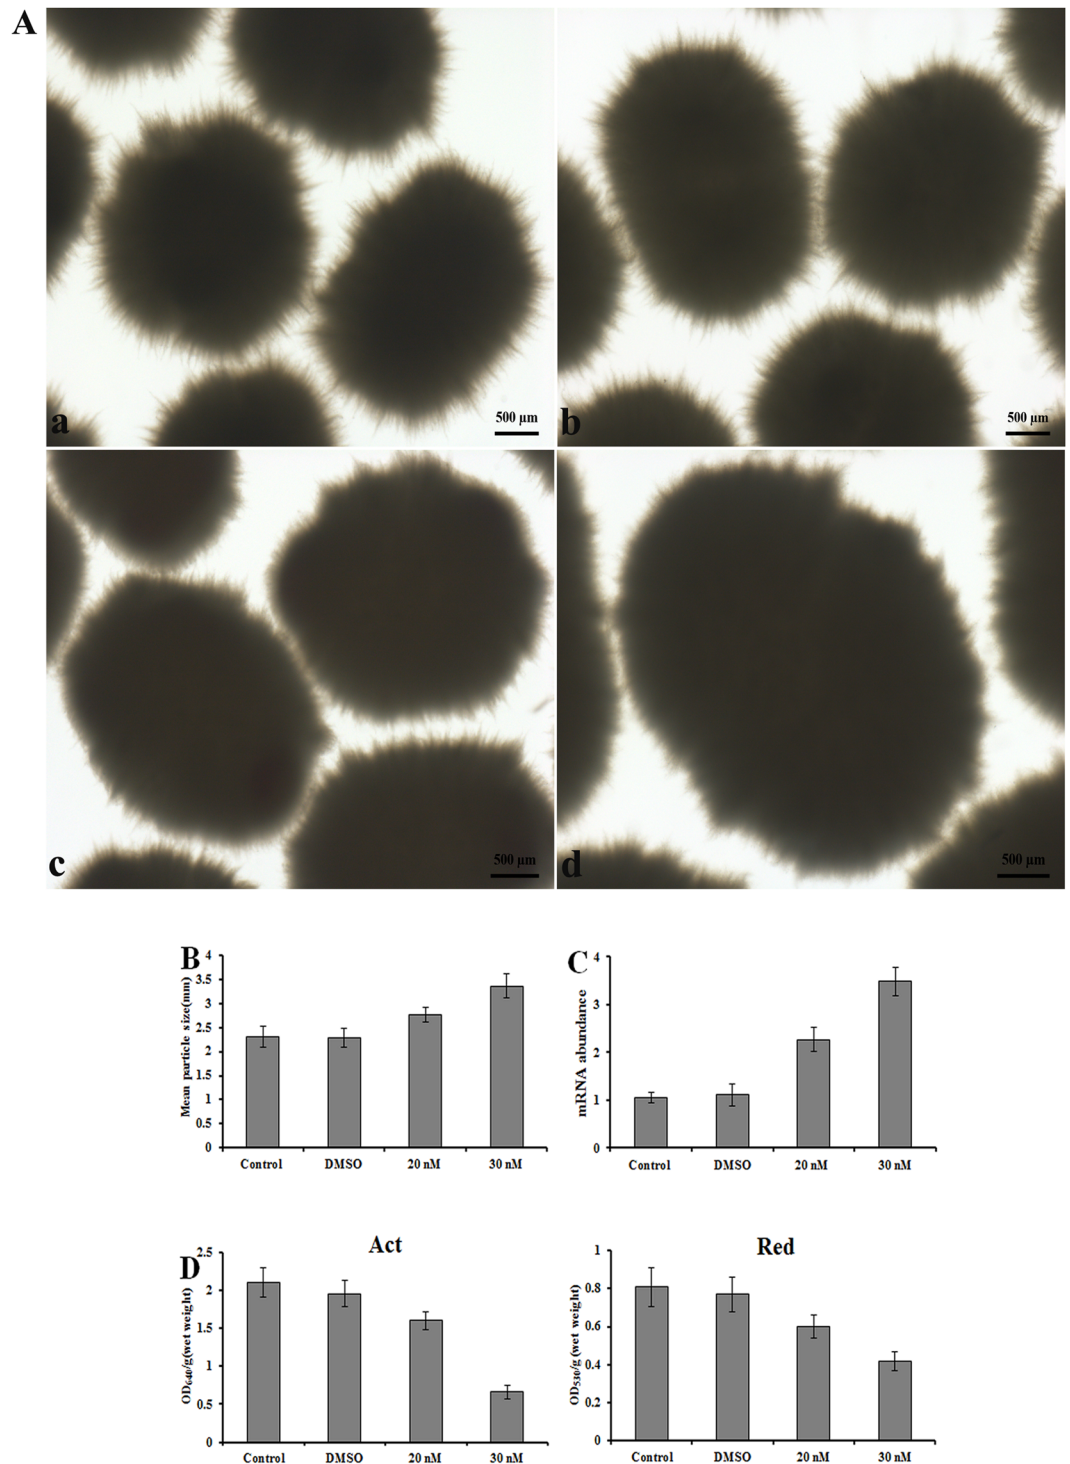 A
a
500 μm
b
500 μm
c
500 μm
d
500 μm
B
Mean particle size(mm)
4
3.5
3
2.5
2
1.5
1
0.5
0
Control DMSO 20 nM 30 nM
C
mRNA abundance
4
3
2
1
0
Control DMSO 20 nM 30 nM
D
Act
OD640/g(wet weight)
2.5
2
1.5
1
0.5
0
Control DMSO 20 nM 30 nM
Red
OD530/g(wet weight)
1
0.8
0.6
0.4
0.2
0
Control DMSO 20 nM 30 nM